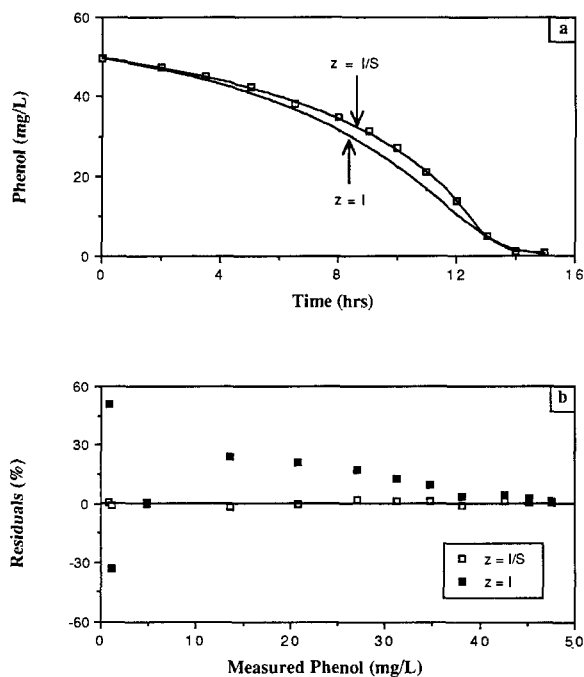 60
a
z = I/S
40
Phenol (mg/L)
20
z = I
0
0 4 8 12 16
Time (hrs)
60
b
30
Residuals (%)
0
z = I/S
-30
z = I
-60
0 10 20 30 40 50
Measured Phenol (mg/L)